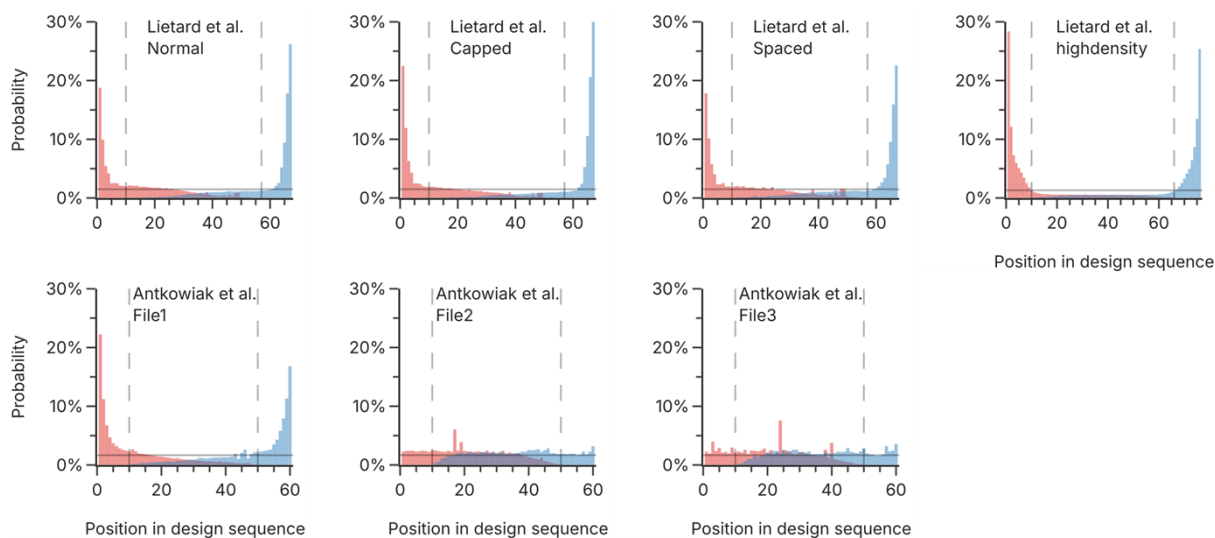 Lietard et al.
Normal
Probability
30%
20%
10%
0%
0
20
40
60
Lietard et al.
Capped
30%
20%
10%
0%
0
20
40
60
Lietard et al.
Spaced
30%
20%
10%
0%
0
20
40
60
Lietard et al.
highdensity
30%
20%
10%
0%
0
20
40
60
Position in design sequence
Antkowiak et al.
File1
Probability
30%
20%
10%
0%
0
20
40
60
Position in design sequence
Antkowiak et al.
File2
30%
20%
10%
0%
0
20
40
60
Position in design sequence
Antkowiak et al.
File3
30%
20%
10%
0%
0
20
40
60
Position in design sequence